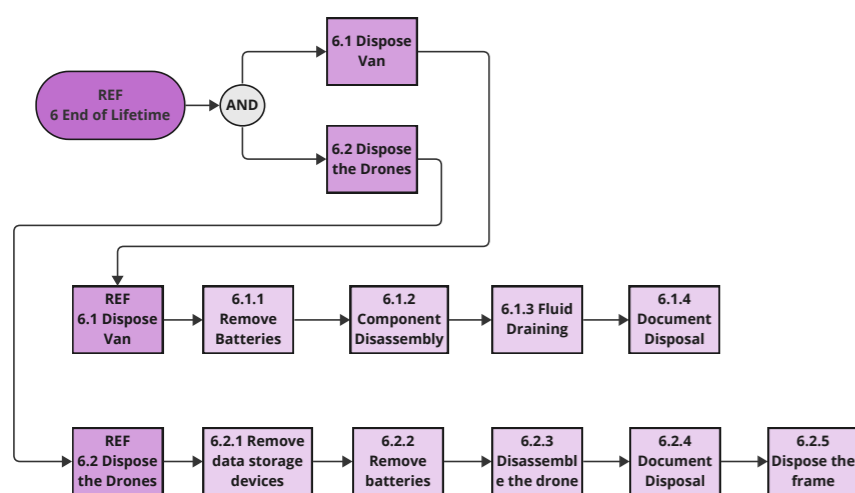 6.1 Dispose
Van
REF
6 End of Lifetime
AND
6.2 Dispose
the Drones
REF
6.1 Dispose
Van
6.1.1
Remove
Batteries
6.1.2
Component
Disassembly
6.1.3 Fluid
Draining
6.1.4
Document
Disposal
REF
6.2 Dispose
the Drones
6.2.1 Remove
data storage
devices
6.2.2
Remove
batteries
6.2.3
Disassembl
e the drone
6.2.4
Document
Disposal
6.2.5
Dispose the
frame